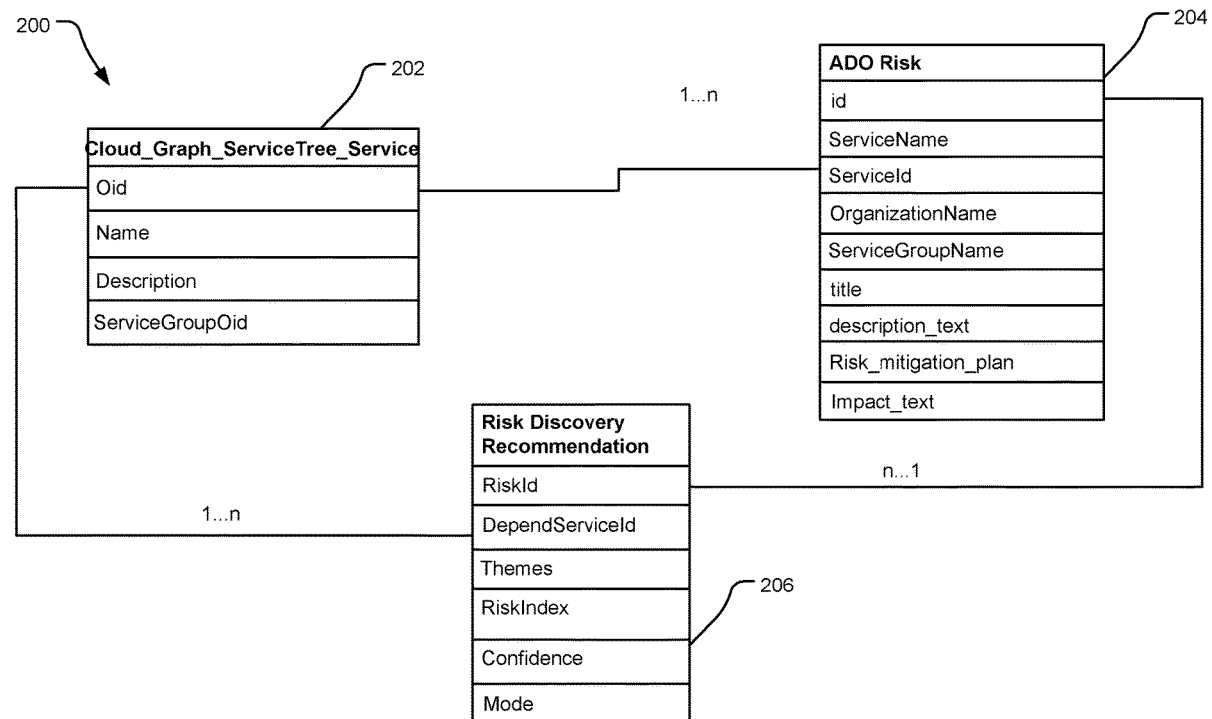 200
202
Cloud_Graph_ServiceTree_Service
Oid
Name
Description
ServiceGroupOid
1...n
204
ADO Risk
id
ServiceName
ServiceId
OrganizationName
ServiceGroupName
title
description_text
Risk_mitigation_plan
Impact_text
n...1
1...n
Risk Discovery
Recommendation
RiskId
DependServiceId
Themes
RiskIndex
Confidence
Mode
206